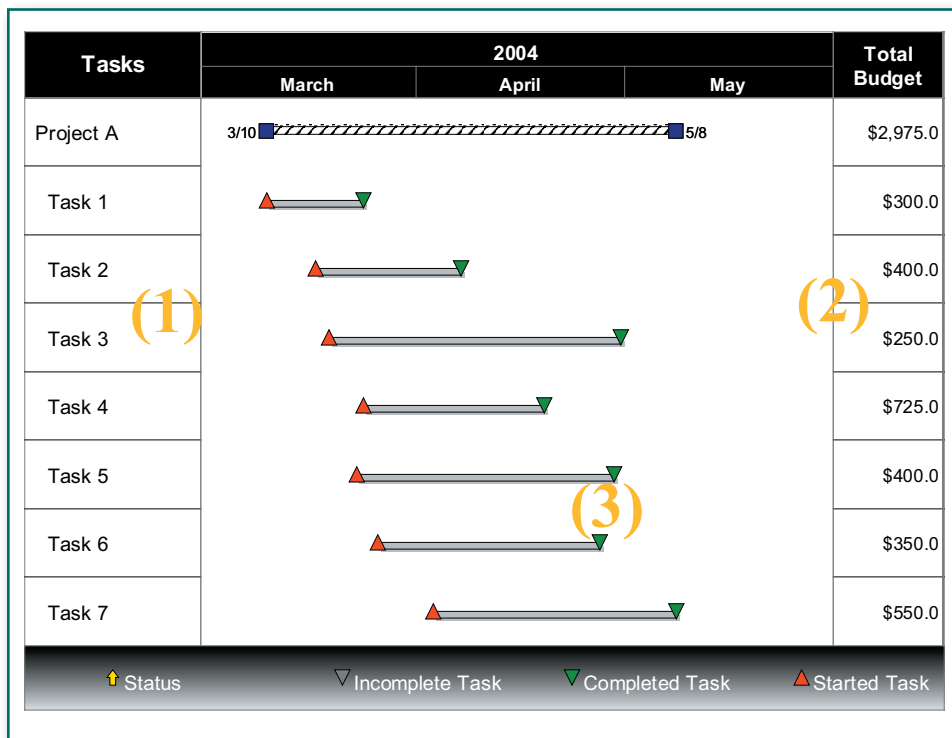 Tasks
2004
Total
Budget
March April May
Project A 3/10 5/8 $2,975.0
Task 1 $300.0
Task 2 $400.0
(1) (2)
Task 3 $250.0
Task 4 $725.0
Task 5 $400.0
(3)
Task 6 $350.0
Task 7 $550.0
Status Incomplete Task Completed Task Started Task